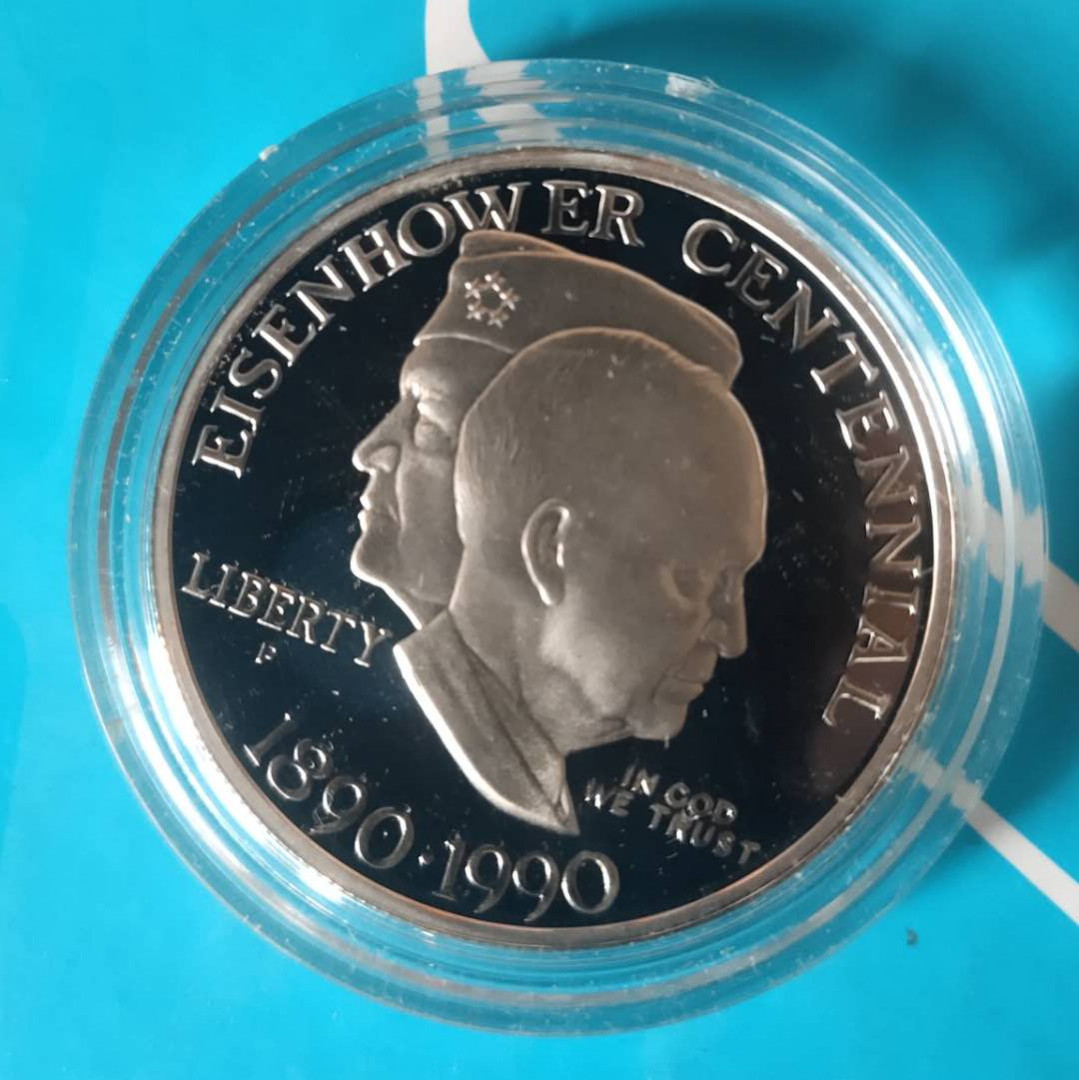 EISENHOWER CENTENNIAL
LIBERTY
P
1890·1990
IN GOD
WE TRUST